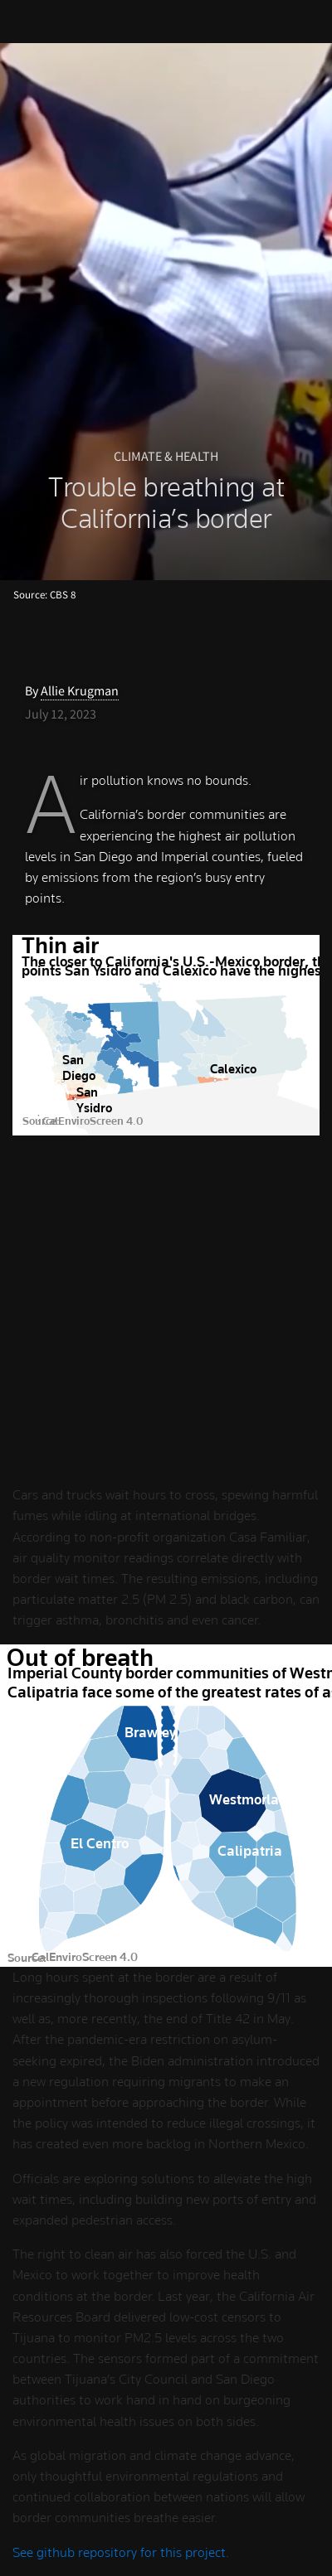 CLIMATE & HEALTH
Trouble breathing at
California’s border
Source: CBS 8
By Allie Krugman
July 12, 2023
Air pollution knows no bounds.
California’s border communities are
experiencing the highest air pollution
levels in San Diego and Imperial counties, fueled
by emissions from the region’s busy entry
points.
Thin air
The closer to California's U.S.-Mexico border, th
points San Ysidro and Calexico have the highes
San
Diego
Calexico
San
Ysidro
Source: CalEnviroScreen 4.0
Cars and trucks wait hours to cross, spewing harmful
fumes while idling at international bridges.
According to non-profit organization Casa Familiar,
air quality monitor readings correlate directly with
border wait times. The resulting emissions, including
particulate matter 2.5 (PM 2.5) and black carbon, can
trigger asthma, bronchitis and even cancer.
Out of breath
Imperial County border communities of Westm
Calipatria face some of the greatest rates of as
Brawley
Westmorla
El Centro
Calipatria
Source: CalEnviroScreen 4.0
Long hours spent at the border are a result of
increasingly thorough inspections following 9/11 as
well as, more recently, the end of Title 42 in May.
After the pandemic-era restriction on asylum-
seeking expired, the Biden administration introduced
a new regulation requiring migrants to make an
appointment before approaching the border. While
the policy was intended to reduce illegal crossings, it
has created even more backlog in Northern Mexico.
Officials are exploring solutions to alleviate the high
wait times, including building new ports of entry and
expanded pedestrian access.
The right to clean air has also forced the U.S. and
Mexico to work together to improve health
conditions at the border. Last year, the California Air
Resources Board delivered low-cost censors to
Tijuana to monitor PM2.5 levels across the two
countries. The sensors formed part of a commitment
between Tijuana’s City Council and San Diego
authorities to work hand in hand on burgeoning
environmental health issues on both sides.
As global migration and climate change advance,
only thoughtful environmental regulations and
continued collaboration between nations will allow
border communities breathe easier.
See github repository for this project.